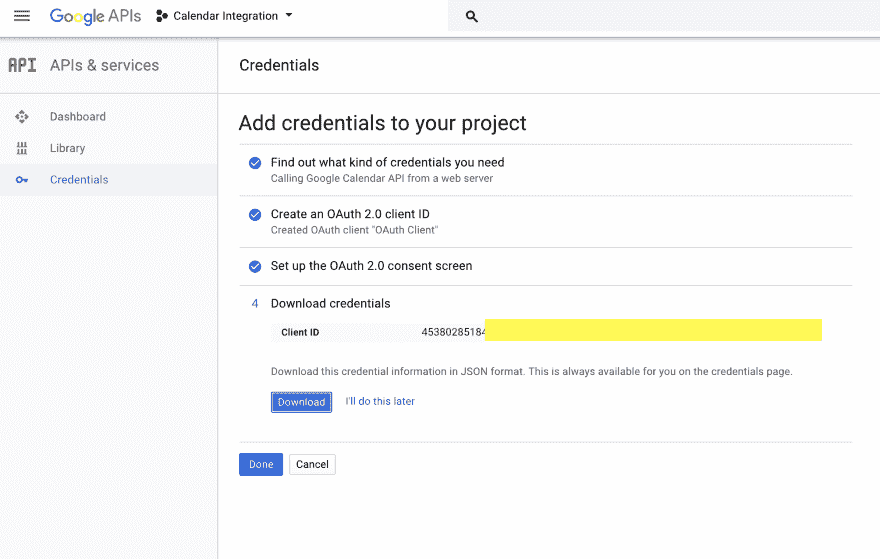 Google APIs
Calendar Integration
API
APIs & services
Credentials
Dashboard
Library
Credentials
Add credentials to your project
Find out what kind of credentials you need
Calling Google Calendar API from a web server
Create an OAuth 2.0 client ID
Created OAuth client "OAuth Client"
Set up the OAuth 2.0 consent screen
4 Download credentials
Client ID 45380285184
Download this credential information in JSON format. This is always available for you on the credentials page.
Download I'll do this later
Done Cancel